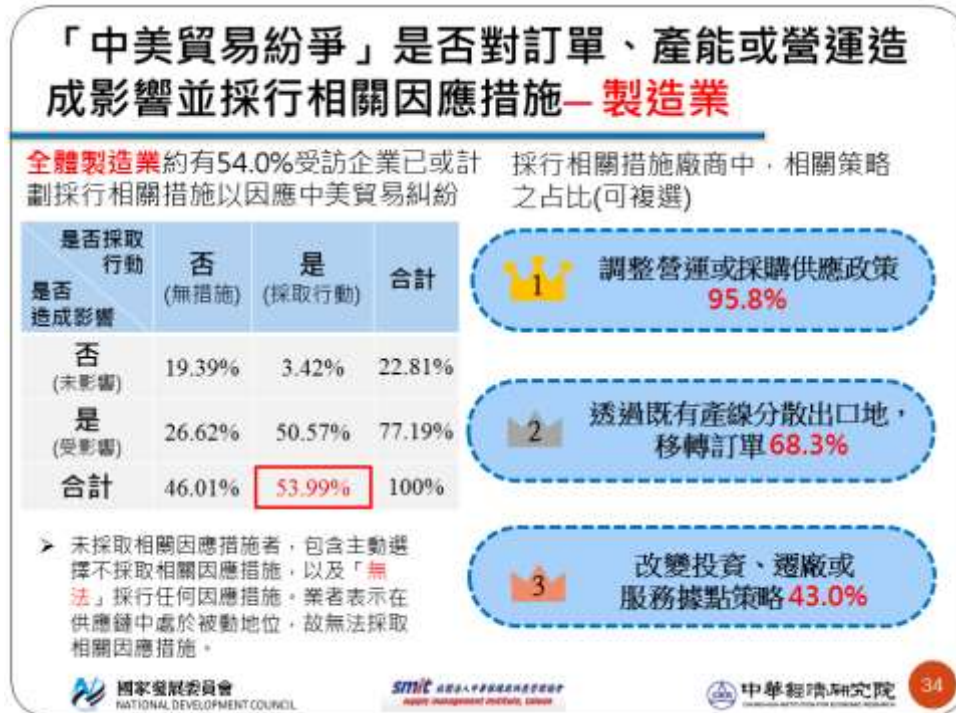 「中美貿易紛爭」是否對訂單、產能或營運造
成影響並採行相關因應措施—製造業
全體製造業約有54.0%受訪企業已或計
劃採行相關措施以因應中美貿易糾紛
是否採取
行動
是否
造成影響
否
(無措施)
是
(採取行動)
合計
否
(未影響)
19.39%
3.42%
22.81%
是
(受影響)
26.62%
50.57%
77.19%
合計
46.01%
53.99%
100%
➤ 未採取相關因應措施者，包含主動選
擇不採取相關因應措施，以及「無
法」採行任何因應措施。業者表示在
供應鏈中處於被動地位，故無法採取
相關因應措施。
採行相關措施廠商中，相關策略
之占比(可複選)
1
調整營運或採購供應政策
95.8%
2
透過既有產線分散出口地，
移轉訂單68.3%
3
改變投資、遷廠或
服務據點策略43.0%
國家發展委員會
NATIONAL DEVELOPMENT COUNCIL
smit
supply management institute, taiwan
中華經濟研究院
34